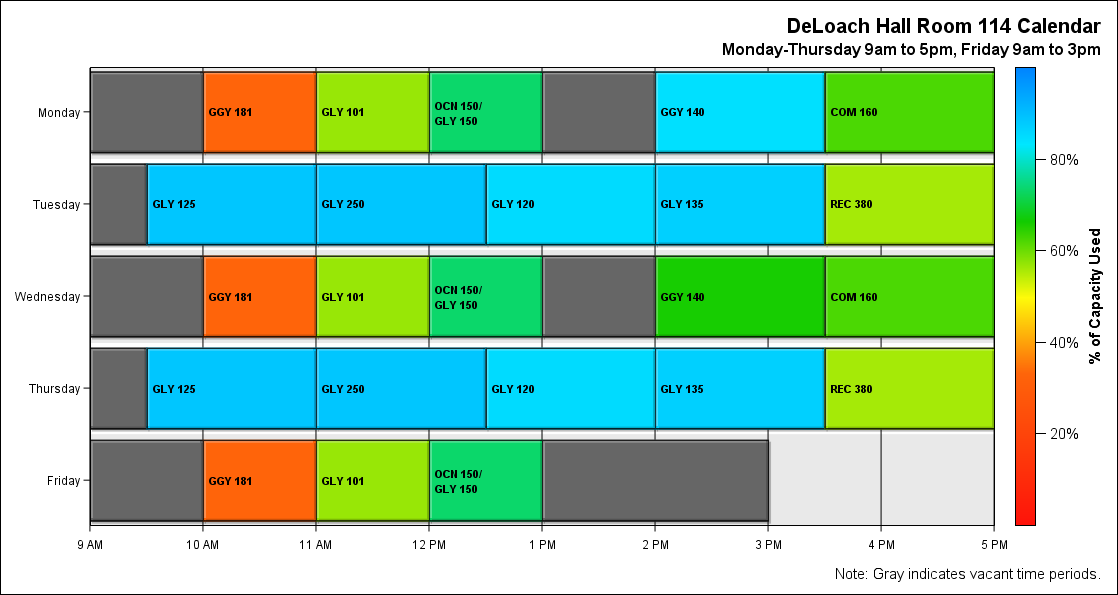 DeLoach Hall Room 114 Calendar
Monday-Thursday 9am to 5pm, Friday 9am to 3pm
Monday
GGY 181
GLY 101
OCN 150/
GLY 150
GGY 140
COM 160
Tuesday
GLY 125
GLY 250
GLY 120
GLY 135
REC 380
Wednesday
GGY 181
GLY 101
OCN 150/
GLY 150
GGY 140
COM 160
Thursday
GLY 125
GLY 250
GLY 120
GLY 135
REC 380
Friday
GGY 181
GLY 101
OCN 150/
GLY 150
9 AM
10 AM
11 AM
12 PM
1 PM
2 PM
3 PM
4 PM
5 PM
80%
60%
40%
20%
% of Capacity Used
Note: Gray indicates vacant time periods.